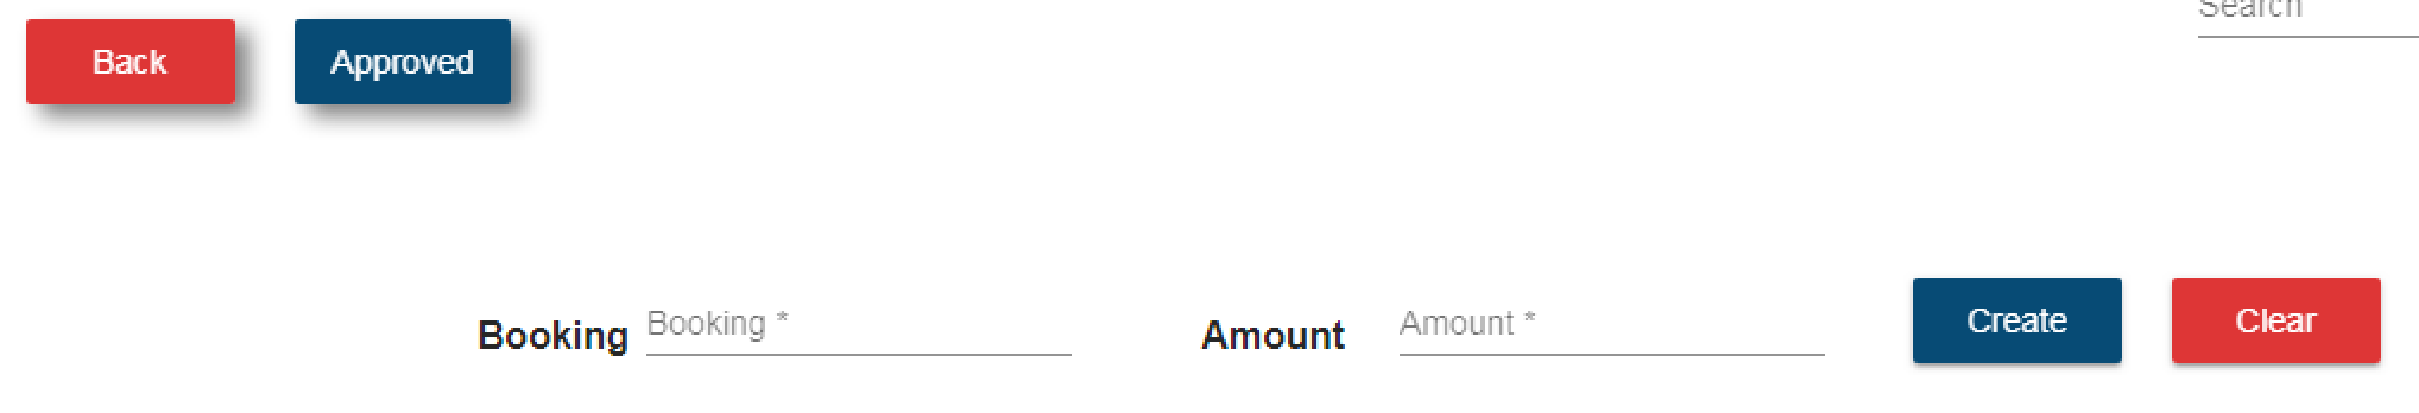 Search
Back
Approved
Booking Booking *
Amount Amount *
Create
Clear